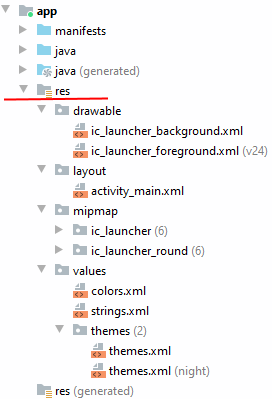 app
manifests
java
java (generated)
res
drawable
ic_launcher_background.xml
ic_launcher_foreground.xml (v24)
layout
activity_main.xml
mipmap
ic_launcher (6)
ic_launcher_round (6)
values
colors.xml
strings.xml
themes (2)
themes.xml
themes.xml (night)
res (generated)